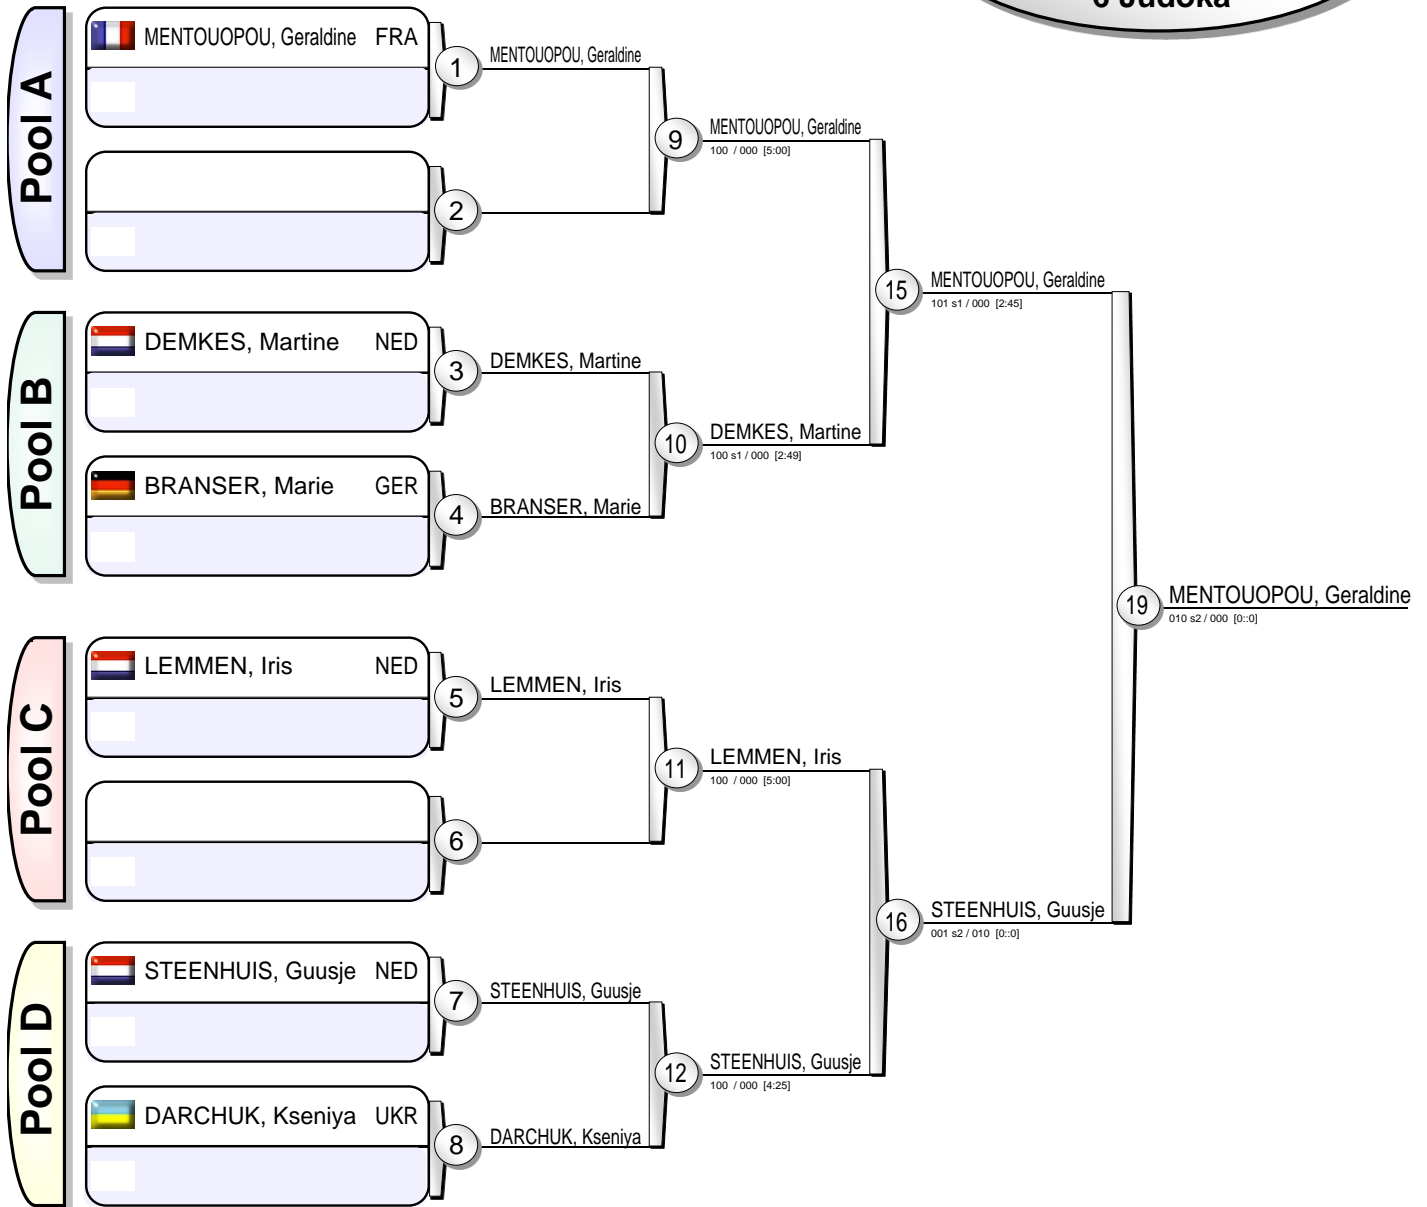 6 Judoka
Pool A
MENTOUOPOU, Geraldine FRA
1
MENTOUOPOU, Geraldine
2
9
MENTOUOPOU, Geraldine
100 / 000 [5:00]
Pool B
DEMKES, Martine NED
3
DEMKES, Martine
BRANSER, Marie GER
4
BRANSER, Marie
10
DEMKES, Martine
100 s1 / 000 [2:49]
15
MENTOUOPOU, Geraldine
101 s1 / 000 [2:45]
Pool C
LEMMEN, Iris NED
5
LEMMEN, Iris
6
11
LEMMEN, Iris
100 / 000 [5:00]
Pool D
STEENHUIS, Guusje NED
7
STEENHUIS, Guusje
DARCHUK, Kseniya UKR
8
DARCHUK, Kseniya
12
STEENHUIS, Guusje
100 / 000 [4:25]
16
STEENHUIS, Guusje
001 s2 / 010 [0::0]
19
MENTOUOPOU, Geraldine
010 s2 / 000 [0::0]